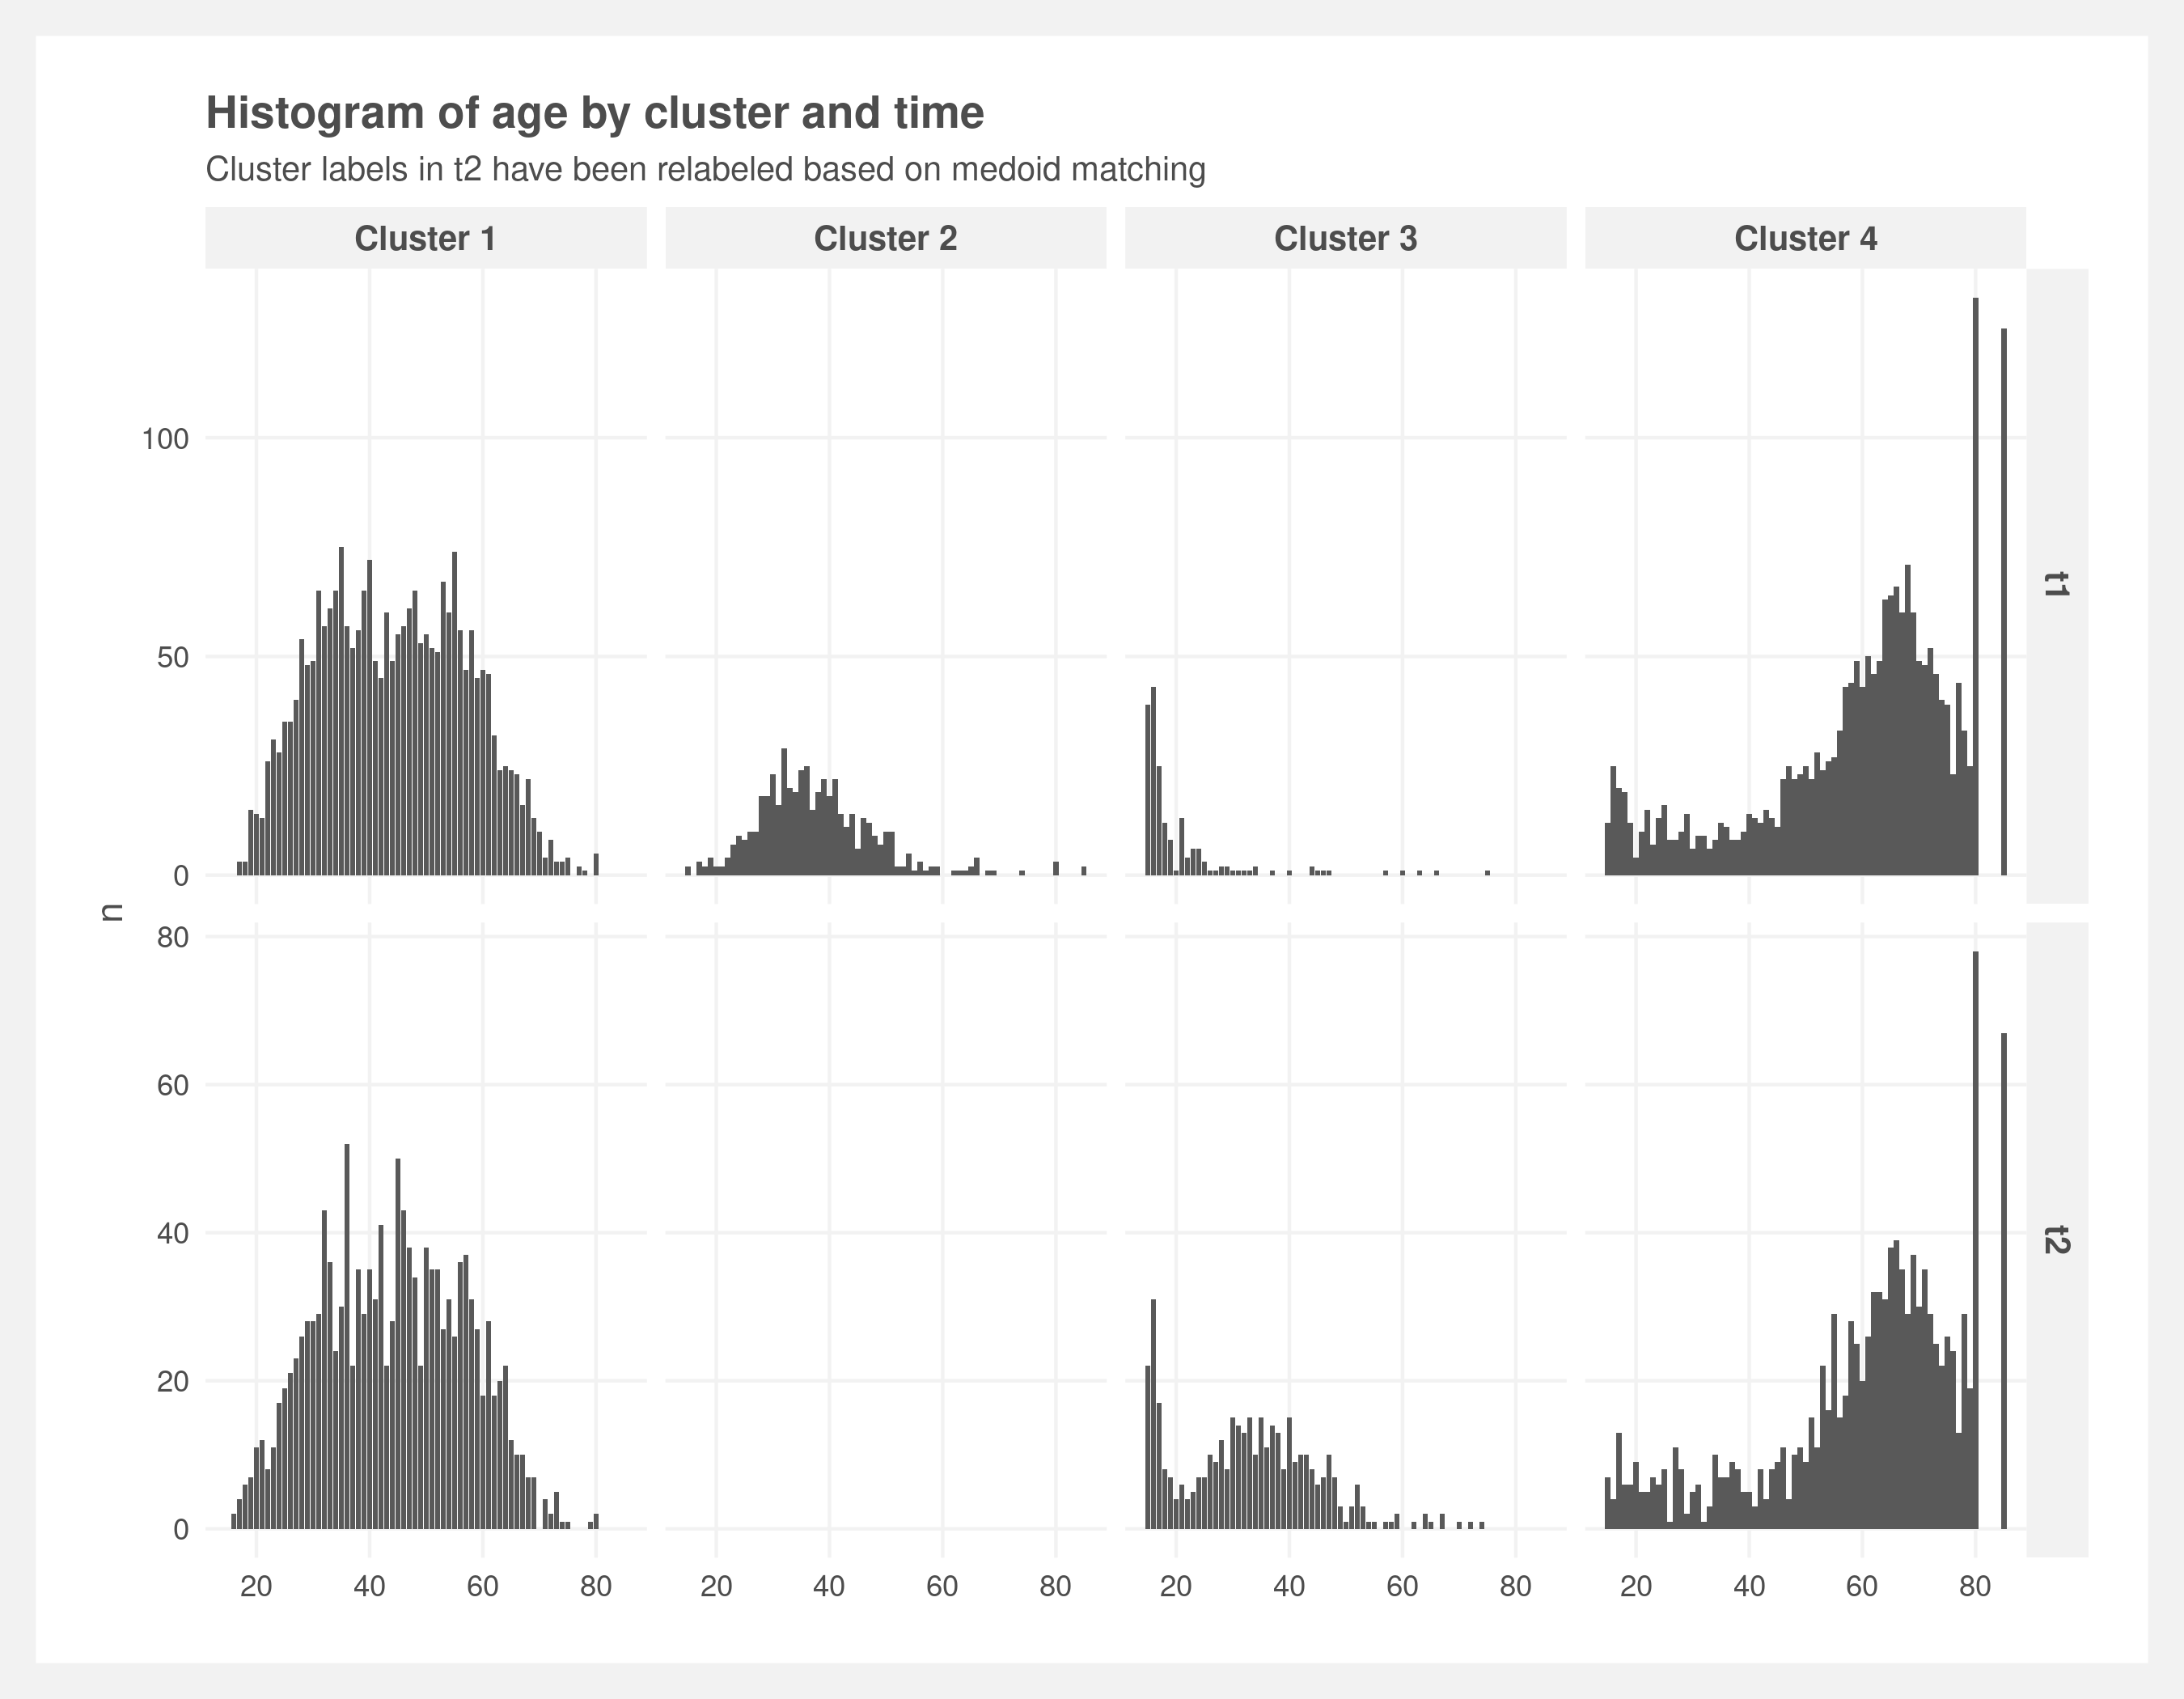 Histogram of age by cluster and time
Cluster labels in t2 have been relabeled based on medoid matching
Cluster 1 Cluster 2 Cluster 3 Cluster 4
100
50
0
t1
n
80
60
40
20
0
t2
20 40 60 80 20 40 60 80 20 40 60 80 20 40 60 80